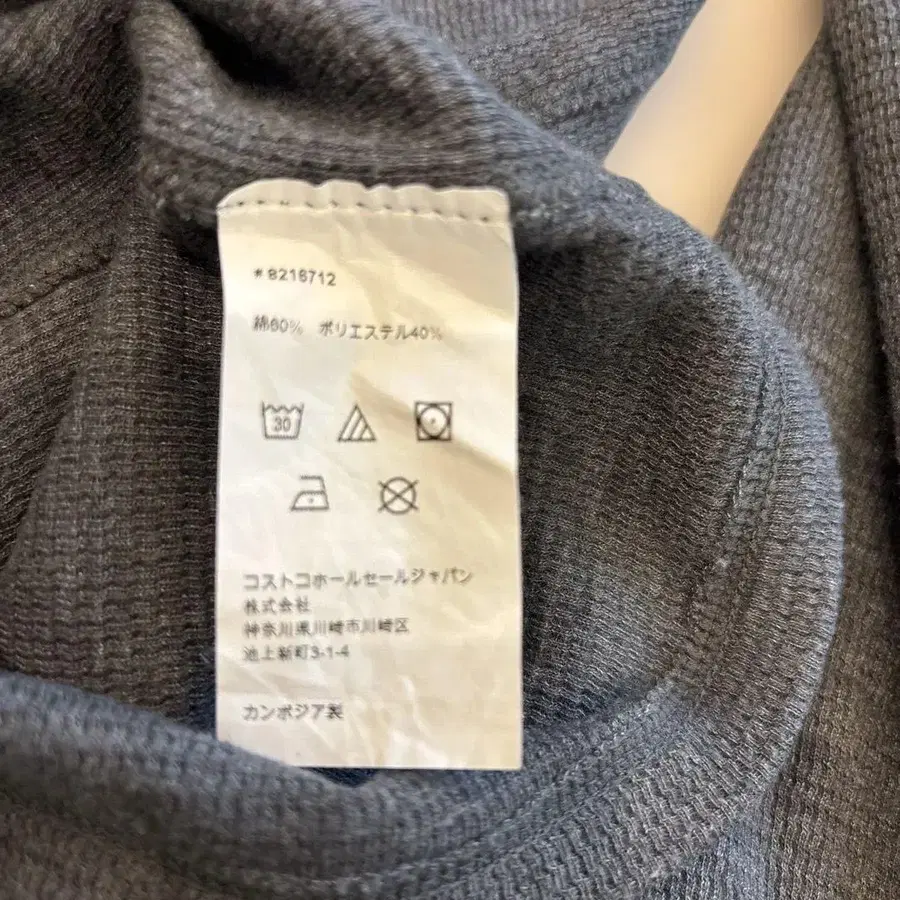 #8218712
綿60% ポリエステル40%
30
コストコホールセールジャパン
株式会社
神奈川県川崎市川崎区
池上新町3-1-4
カンボジア製